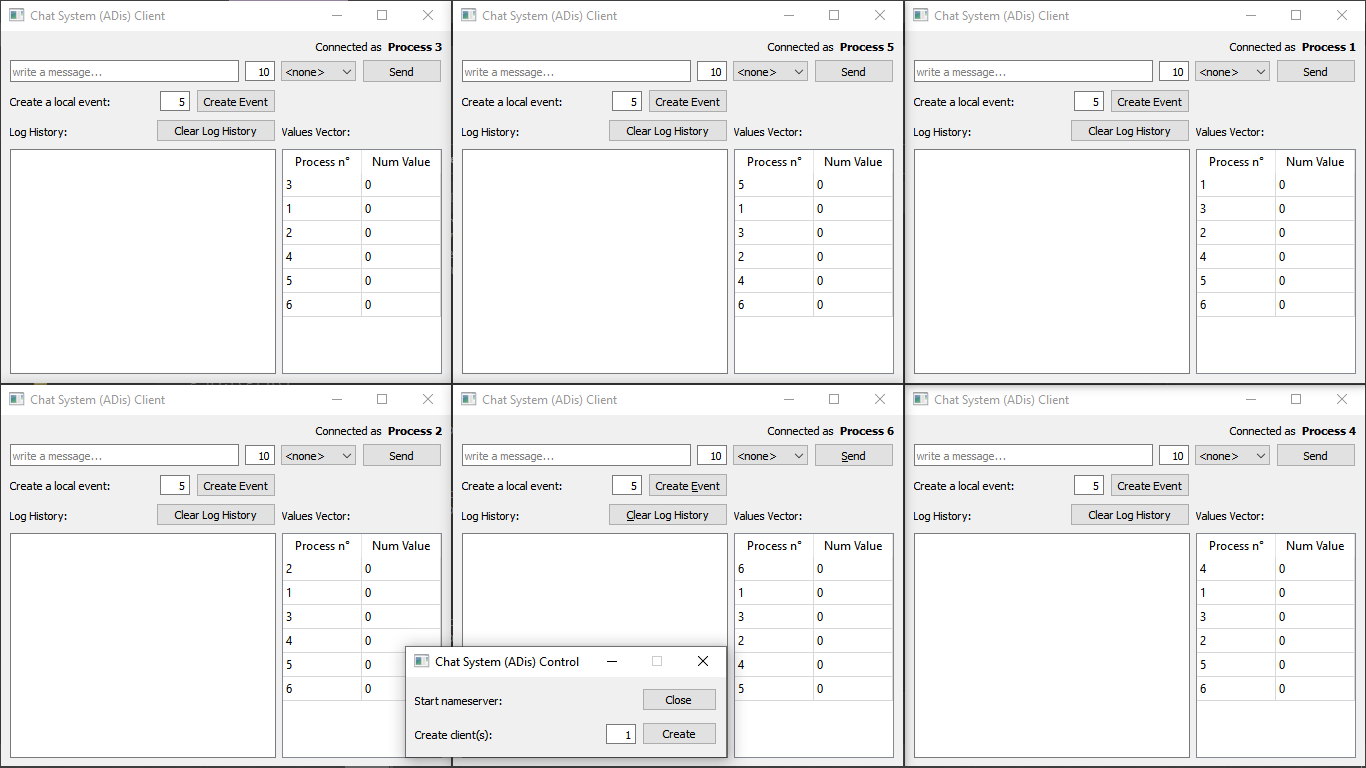 Chat System (ADis) Client
Connected as Process 3
write a message... 10 <none> Send
Create a local event: 5 Create Event
Log History: Clear Log History Values Vector:
Process n° Num Value
3 0
1 0
2 0
4 0
5 0
6 0
Chat System (ADis) Client
Connected as Process 5
write a message... 10 <none> Send
Create a local event: 5 Create Event
Log History: Clear Log History Values Vector:
Process n° Num Value
5 0
1 0
3 0
2 0
4 0
6 0
Chat System (ADis) Client
Connected as Process 1
write a message... 10 <none> Send
Create a local event: 5 Create Event
Log History: Clear Log History Values Vector:
Process n° Num Value
1 0
3 0
2 0
4 0
5 0
6 0
Chat System (ADis) Client
Connected as Process 2
write a message... 10 <none> Send
Create a local event: 5 Create Event
Log History: Clear Log History Values Vector:
Process n° Num Value
2 0
1 0
3 0
4 0
5 0
6 0
Chat System (ADis) Client
Connected as Process 6
write a message... 10 <none> Send
Create a local event: 5 Create Event
Log History: Clear Log History Values Vector:
Process n° Num Value
6 0
1 0
3 0
2 0
4 0
5 0
Chat System (ADis) Client
Connected as Process 4
write a message... 10 <none> Send
Create a local event: 5 Create Event
Log History: Clear Log History Values Vector:
Process n° Num Value
4 0
1 0
3 0
2 0
5 0
6 0
Chat System (ADis) Control
Start nameserver: Close
Create client(s): 1 Create